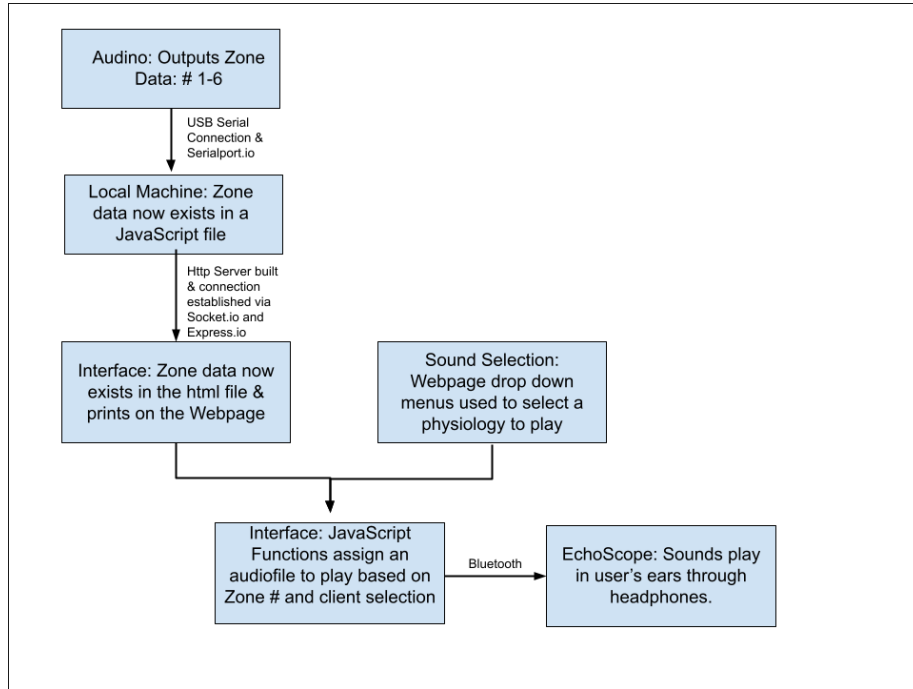 Audino: Outputs Zone
Data: # 1-6
USB Serial
Connection &
Serialport.io
Local Machine: Zone
data now exists in a
JavaScript file
Http Server built
& connection
established via
Socket.io and
Express.io
Interface: Zone data now
exists in the html file &
prints on the Webpage
Sound Selection:
Webpage drop down
menus used to select a
physiology to play
Interface: JavaScript
Functions assign an
audiofile to play based on
Zone # and client selection
Bluetooth
EchoScope: Sounds play
in user’s ears through
headphones.